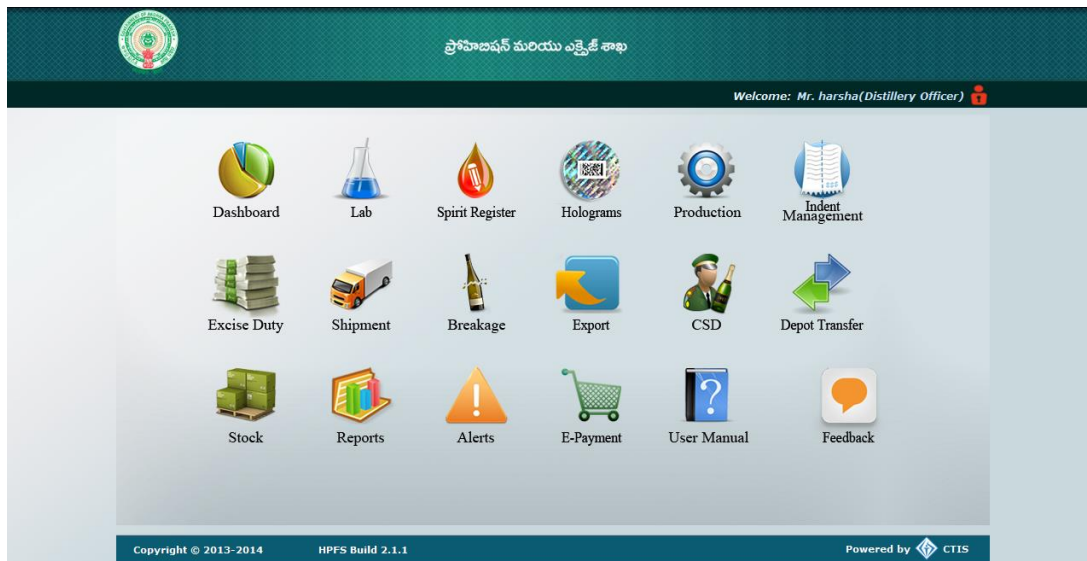 ప్రోహిబిషన్ మరియు ఎక్సైజ్ శాఖ
Welcome: Mr. harsha(Distillery Officer)
Dashboard
Lab
Spirit Register
Holograms
Production
Indent
Management
Excise Duty
Shipment
Breakage
Export
CSD
Depot Transfer
Stock
Reports
Alerts
E-Payment
User Manual
Feedback
Copyright © 2013-2014
HPFS Build 2.1.1
Powered by CTIS